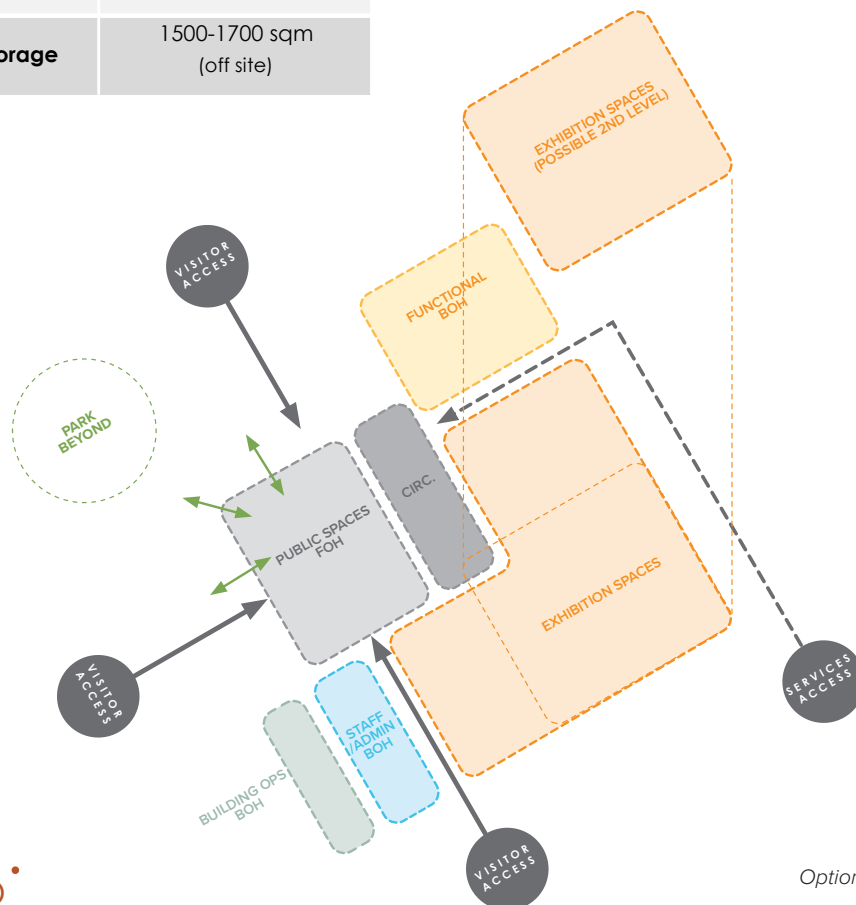 1500-1700 sqm
orage
(off site)
EXHIBITION SPACES
(POSSIBLE 2ND LEVEL)
VISITOR
ACCESS
FUNCTIONAL
BOH
PARK
BEYOND
CIRC.
PUBLIC SPACES
FOH
EXHIBITION SPACES
VISITOR
ACCESS
SERVICES
ACCESS
STAFF
/ADMIN
BOH
BUILDING OPS
BOH
VISITOR
ACCESS
Option